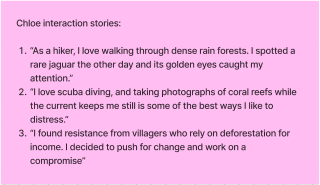 Chloe interaction stories:
1. "As a hiker, I love walking through dense rain forests. I spotted a
rare jaguar the other day and its golden eyes caught my
attention."
2. "I love scuba diving, and taking photographs of coral reefs while
the current keeps me still is some of the best ways I like to
distress."
3. "I found resistance from villagers who rely on deforestation for
income. I decided to push for change and work on a
compromise"